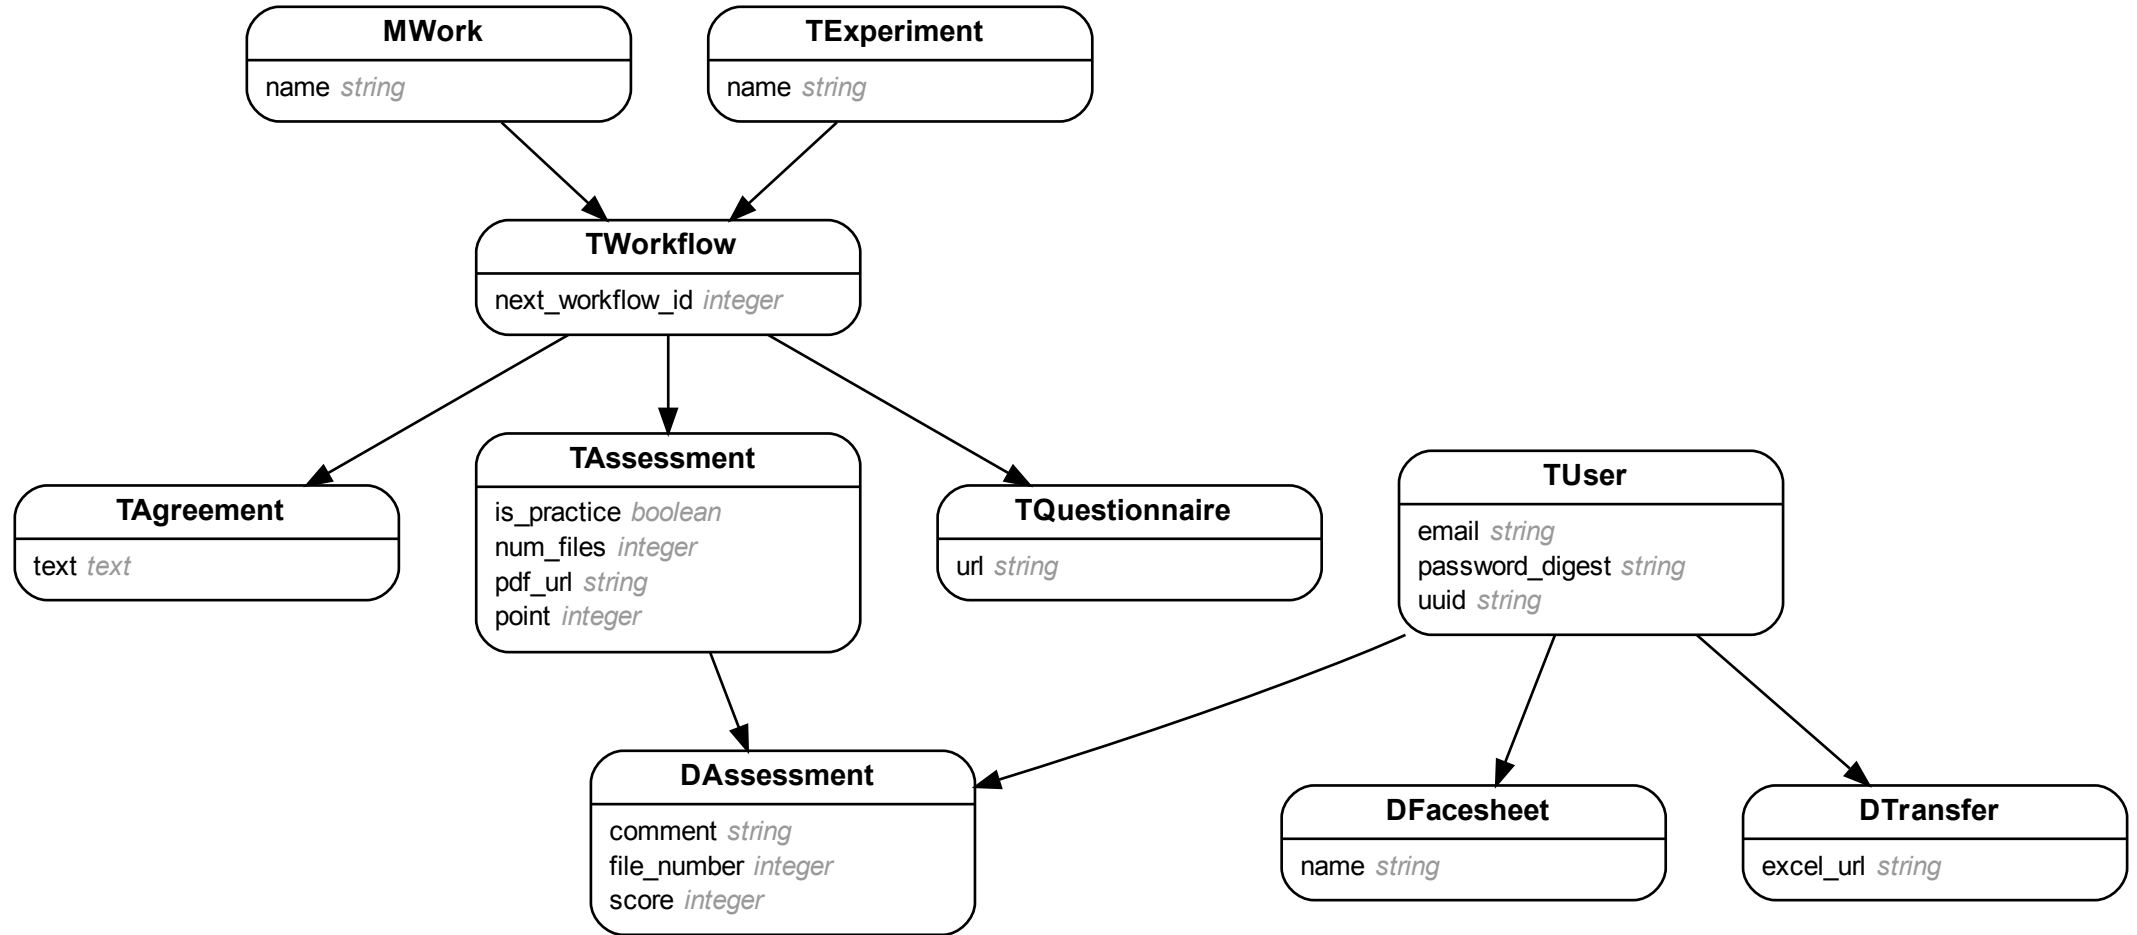 MWork
name string
TExperiment
name string
TWorkflow
next_workflow_id integer
TAgreement
text text
TAssessment
is_practice boolean
num_files integer
pdf_url string
point integer
TQuestionnaire
url string
TUser
email string
password_digest string
uuid string
DAssessment
comment string
file_number integer
score integer
DFacesheet
name string
DTransfer
excel_url string